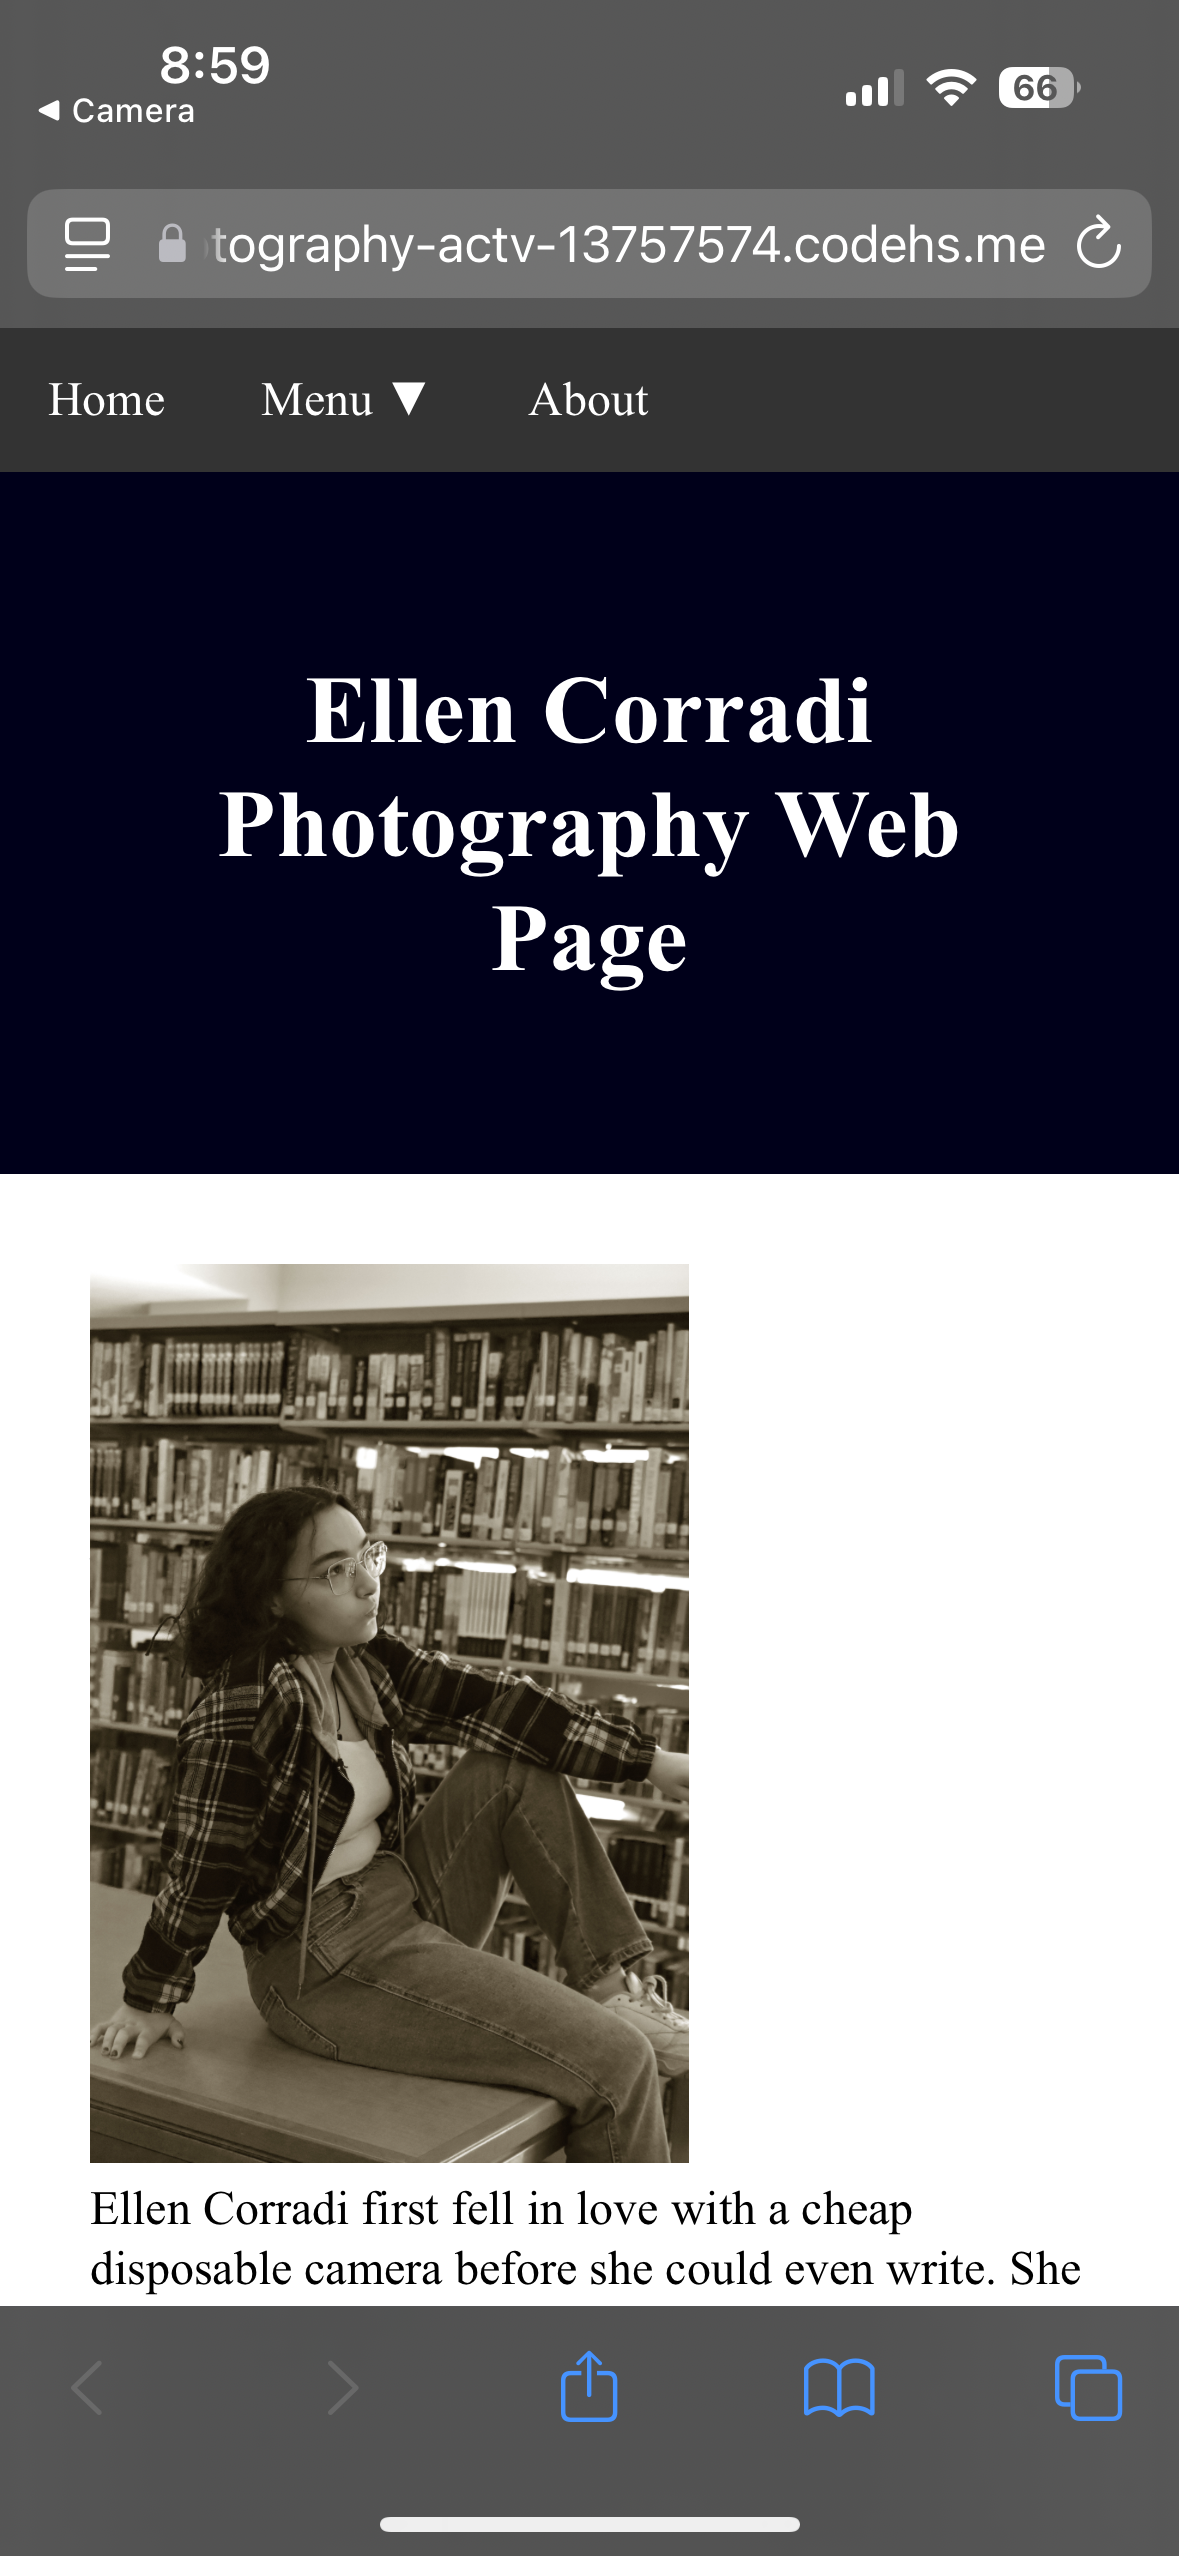 8:59
◀ Camera
66
tography-actv-13757574.codehs.me
Home Menu ▼ About
Ellen Corradi
Photography Web
Page
Ellen Corradi first fell in love with a cheap
disposable camera before she could even write. She